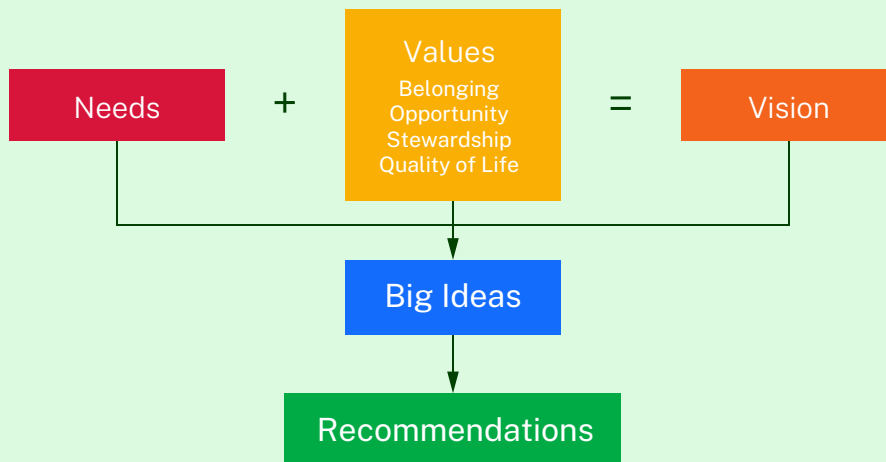 Needs
+
Values
Belonging
Opportunity
Stewardship
Quality of Life
=
Vision
Big Ideas
Recommendations